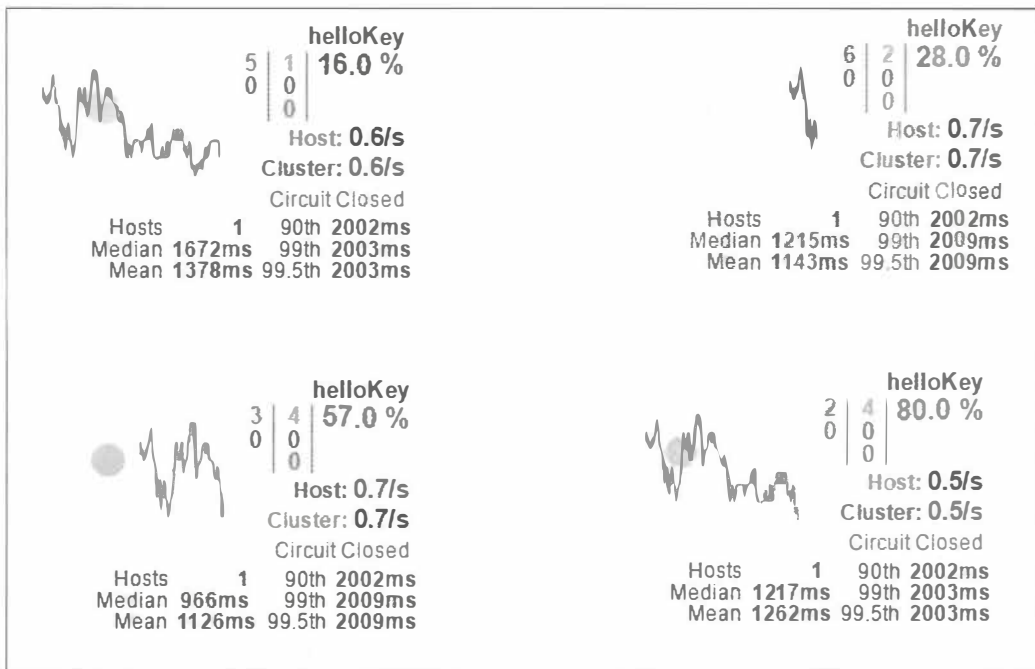 helloKey
5 1 16.0 %
0 0
0
Host: 0.6/s
Cluster: 0.6/s
Circuit Closed
Hosts 1 90th 2002ms
Median 1672ms 99th 2003ms
Mean 1378ms 99.5th 2003ms
helloKey
6 2 28.0 %
0 0
0
Host: 0.7/s
Cluster: 0.7/s
Circuit Closed
Hosts 1 90th 2002ms
Median 1215ms 99th 2009ms
Mean 1143ms 99.5th 2009ms
helloKey
3 4 57.0 %
0 0
0
Host: 0.7/s
Cluster: 0.7/s
Circuit Closed
Hosts 1 90th 2002ms
Median 966ms 99th 2009ms
Mean 1126ms 99.5th 2009ms
helloKey
2 4 80.0 %
0 0
0
Host: 0.5/s
Cluster: 0.5/s
Circuit Closed
Hosts 1 90th 2002ms
Median 1217ms 99th 2003ms
Mean 1262ms 99.5th 2003ms